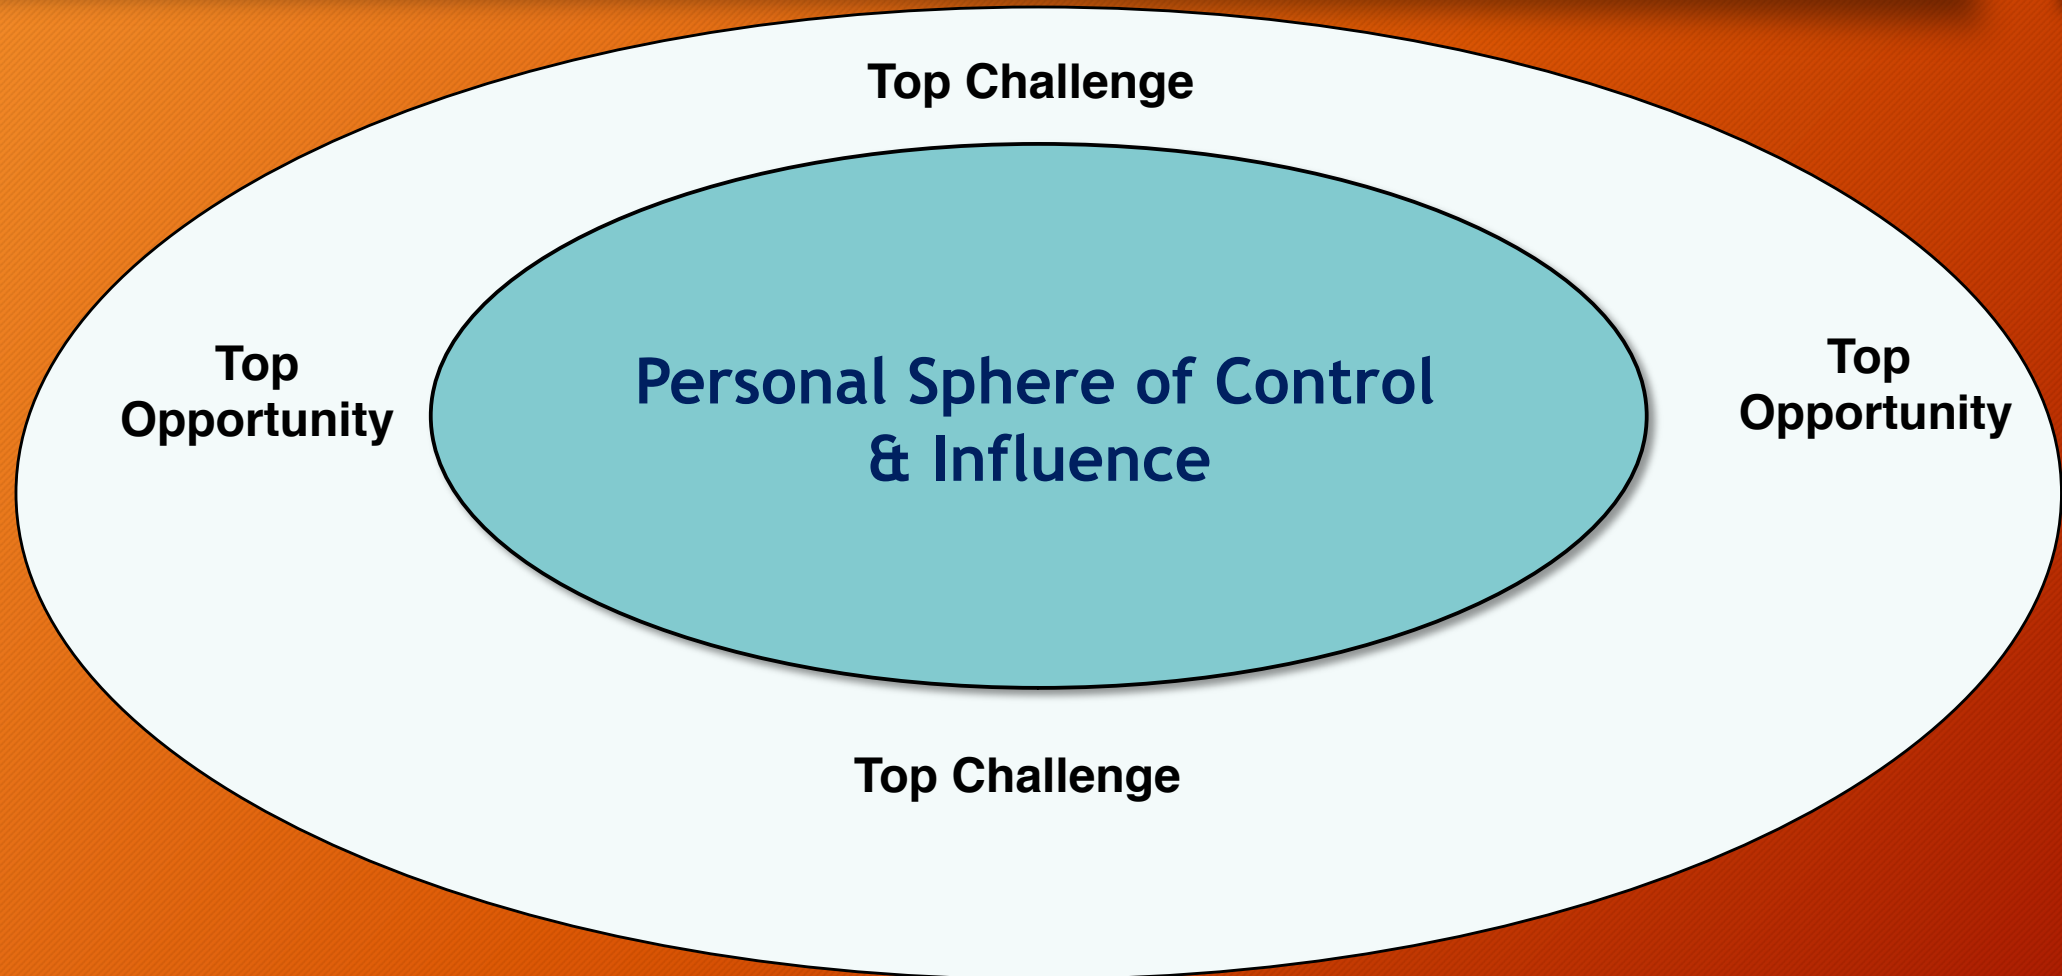 Top Challenge
Top
Opportunity
Personal Sphere of Control
& Influence
Top
Opportunity
Top Challenge